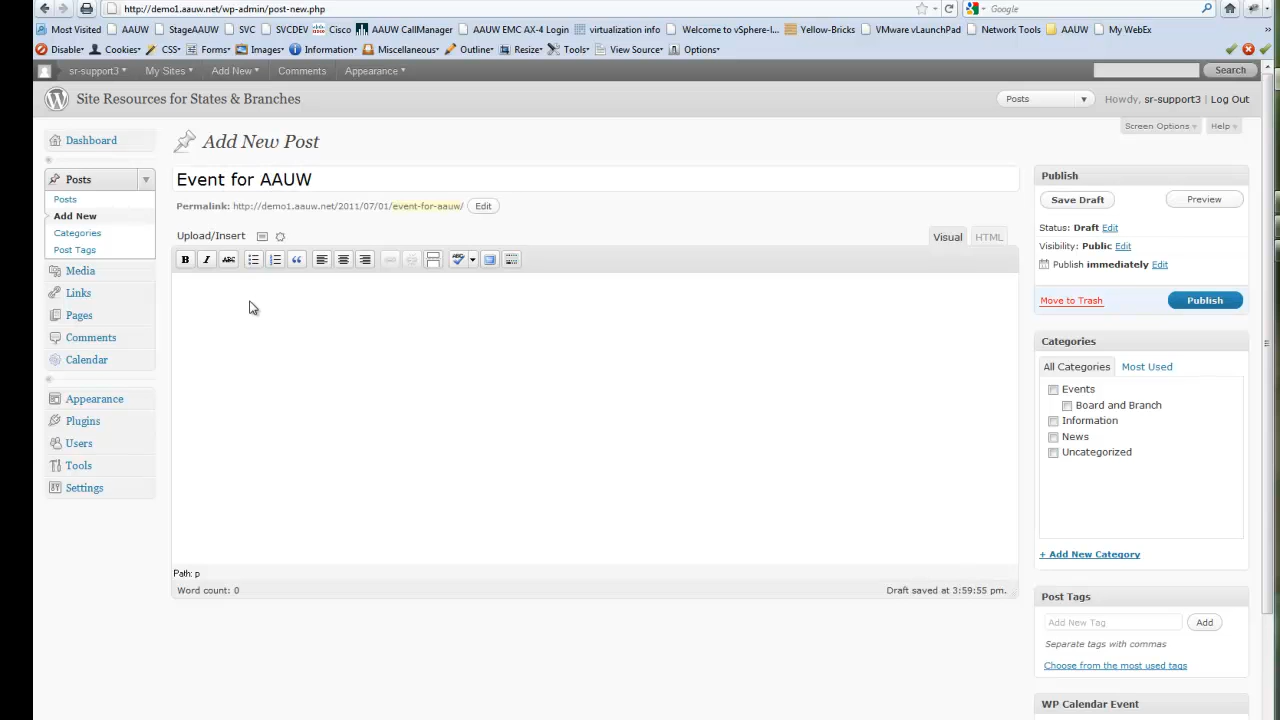 http://demo1.aauw.net/wp-admin/post-new.php
Google
Most Visited AAUW StageAAUW SVC SVCDEV Cisco AAUW CallManager AAUW EMC AX-4 Login virtualization info Welcome to vSphere-I... Yellow-Bricks VMware vLaunchPad Network Tools AAUW My WebEx
Disable Cookies CSS Forms Images Information Miscellaneous Outline Resize Tools View Source Options
sr-support3 My Sites Add New Comments Appearance Search
Site Resources for States & Branches
Posts
Howdy, sr-support3 | Log Out
Screen Options Help
Dashboard
Posts
Posts
Add New
Categories
Post Tags
Media
Links
Pages
Comments
Calendar
Appearance
Plugins
Users
Tools
Settings
Add New Post
Event for AAUW
Permalink: http://demo1.aauw.net/2011/07/01/event-for-aauw/ Edit
Upload/Insert
Visual HTML
B I ABC
Path: p
Word count: 0
Draft saved at 3:59:55 pm.
Publish
Save Draft Preview
Status: Draft Edit
Visibility: Public Edit
Publish immediately Edit
Move to Trash Publish
Categories
All Categories Most Used
Events
Board and Branch
Information
News
Uncategorized
+ Add New Category
Post Tags
Add New Tag Add
Separate tags with commas
Choose from the most used tags
WP Calendar Event